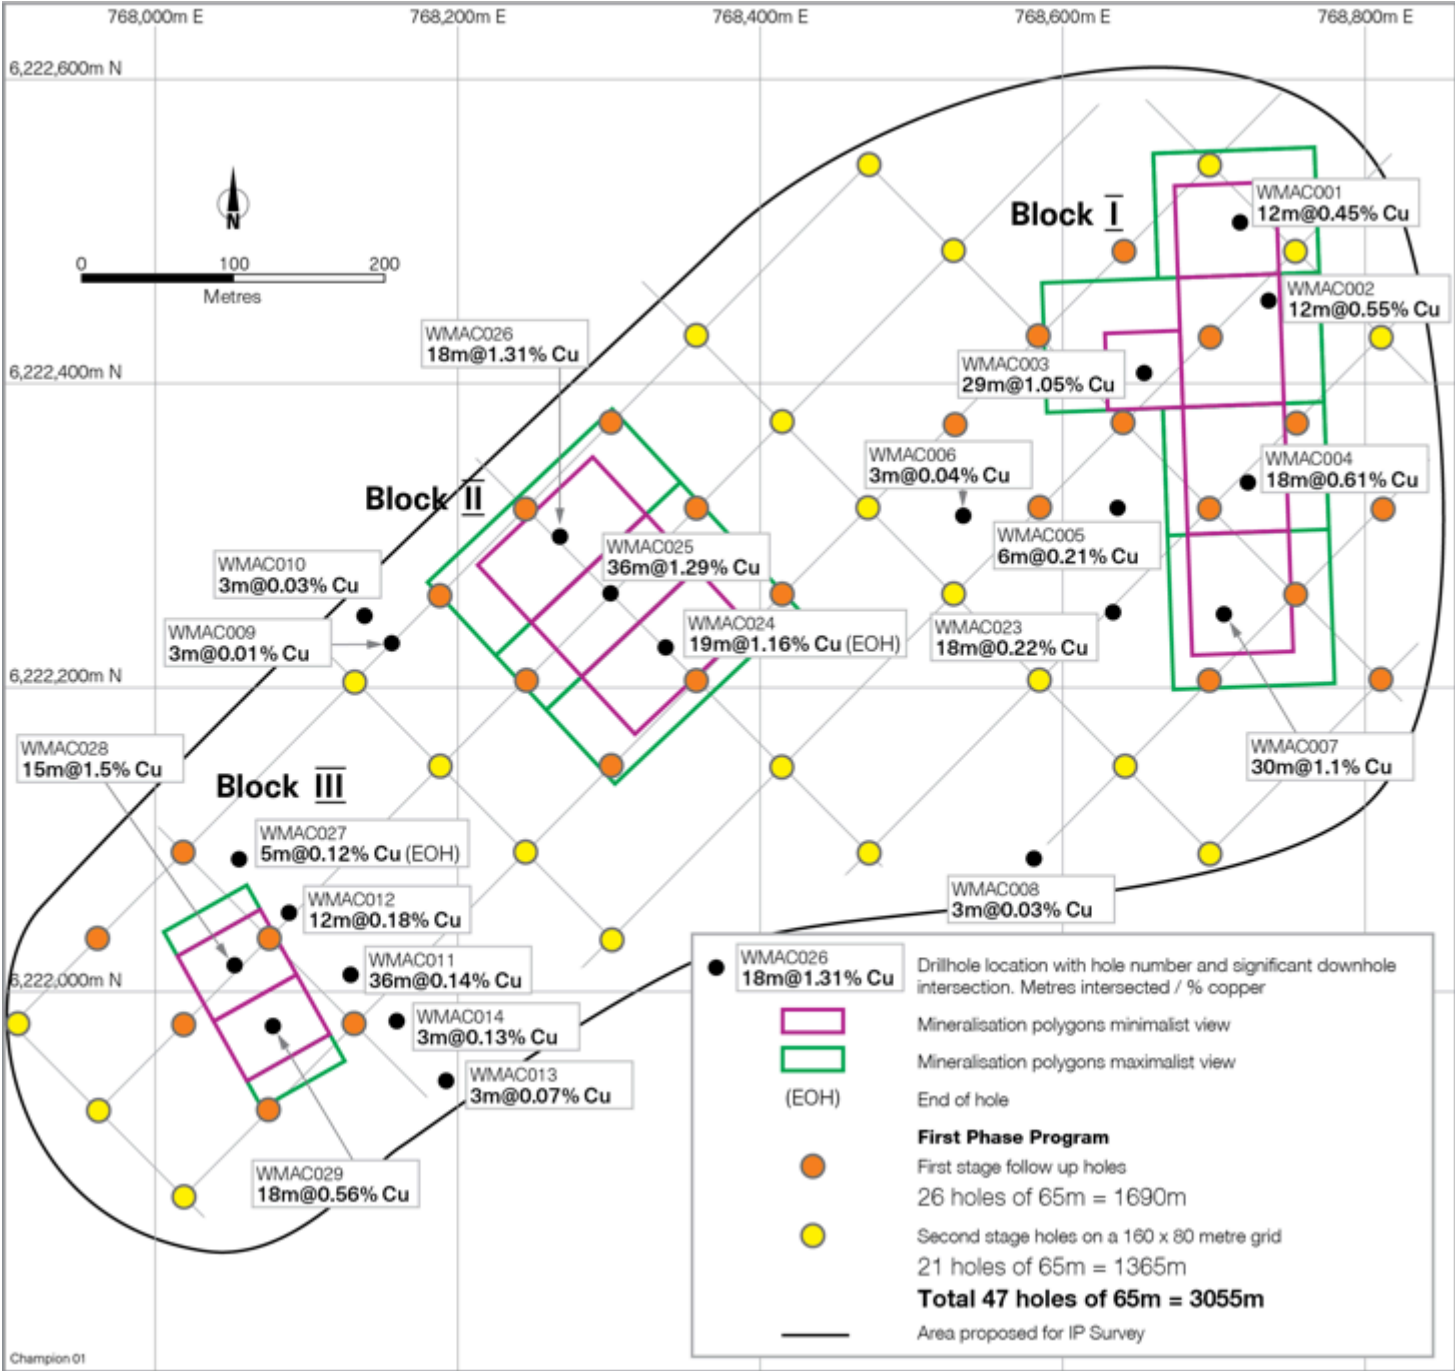 768,000m E
768,200m E
768,400m E
768,600m E
768,800m E
6,222,600m N
N
0 100 200
Metres
Block I
WMAC001
12m@0.45% Cu
WMAC002
12m@0.55% Cu
WMAC026
18m@1.31% Cu
WMAC003
29m@1.05% Cu
6,222,400m N
WMAC006
3m@0.04% Cu
WMAC004
18m@0.61% Cu
Block II
WMAC005
6m@0.21% Cu
WMAC025
36m@1.29% Cu
WMAC010
3m@0.03% Cu
WMAC009
3m@0.01% Cu
WMAC024
19m@1.16% Cu (EOH)
WMAC023
18m@0.22% Cu
6,222,200m N
WMAC028
15m@1.5% Cu
WMAC007
30m@1.1% Cu
Block III
WMAC027
5m@0.12% Cu (EOH)
WMAC012
12m@0.18% Cu
WMAC008
3m@0.03% Cu
WMAC011
36m@0.14% Cu
6,222,000m N
WMAC014
3m@0.13% Cu
WMAC013
3m@0.07% Cu
WMAC029
18m@0.56% Cu
WMAC026
18m@1.31% Cu
Drillhole location with hole number and significant downhole
intersection. Metres intersected / % copper
Mineralisation polygons minimalist view
Mineralisation polygons maximalist view
(EOH) End of hole
First Phase Program
First stage follow up holes
26 holes of 65m = 1690m
Second stage holes on a 160 x 80 metre grid
21 holes of 65m = 1365m
Total 47 holes of 65m = 3055m
Area proposed for IP Survey
Champion 01